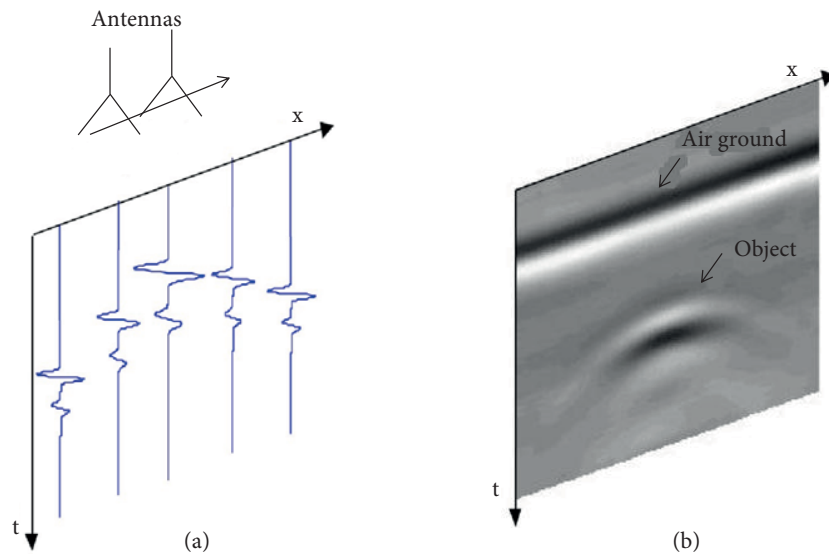 Antennas
x
t
(a)
x
Air ground
Object
t
(b)